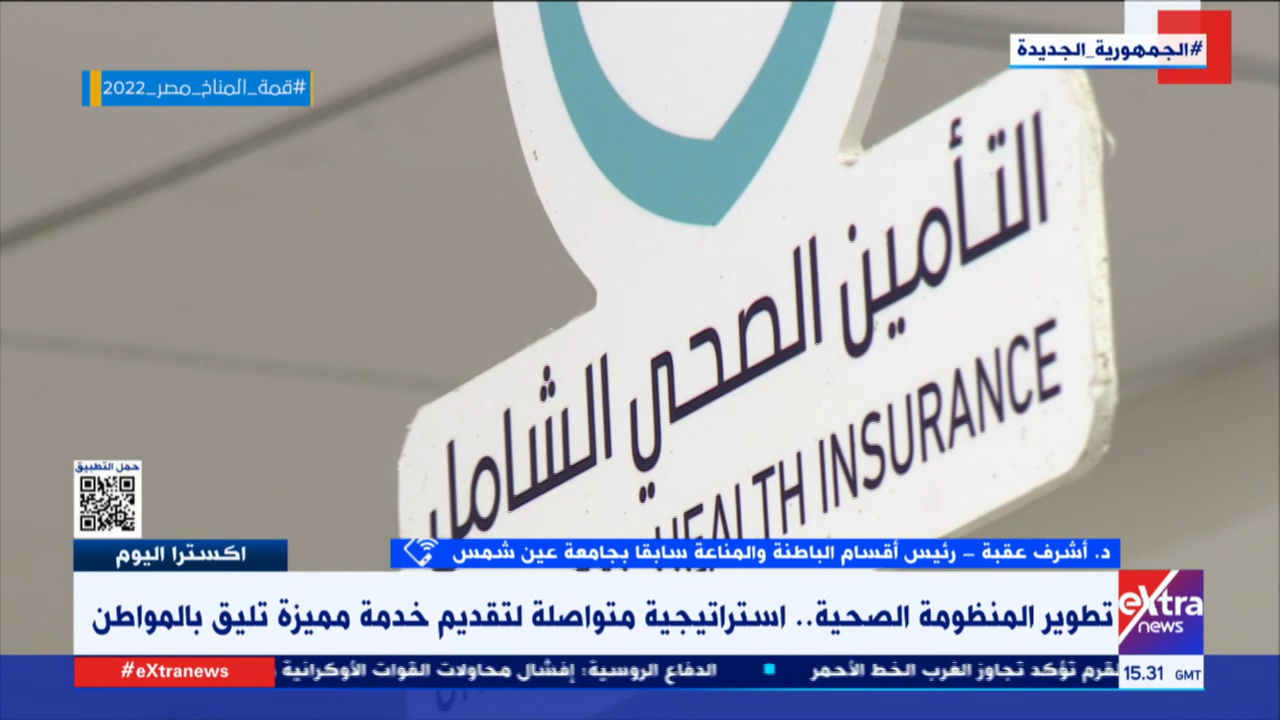 #الجمهورية_الجديدة
#قمة_المناخ_مصر_2022
التأمين الصحي الشامل
HEALTH INSURANCE
حمل التطبيق
اكسترا اليوم
د. أشرف عقبة - رئيس أقسام الباطنة والمناعة سابقا بجامعة عين شمس
تطوير المنظومة الصحية.. استراتيجية متواصلة لتقديم خدمة مميزة تليق بالمواطن
eXtra news
#eXtranews
القرم تؤكد تجاوز الغرب الخط الأحمر
الدفاع الروسية: إفشال محاولات القوات الأوكرانية
15.31 GMT